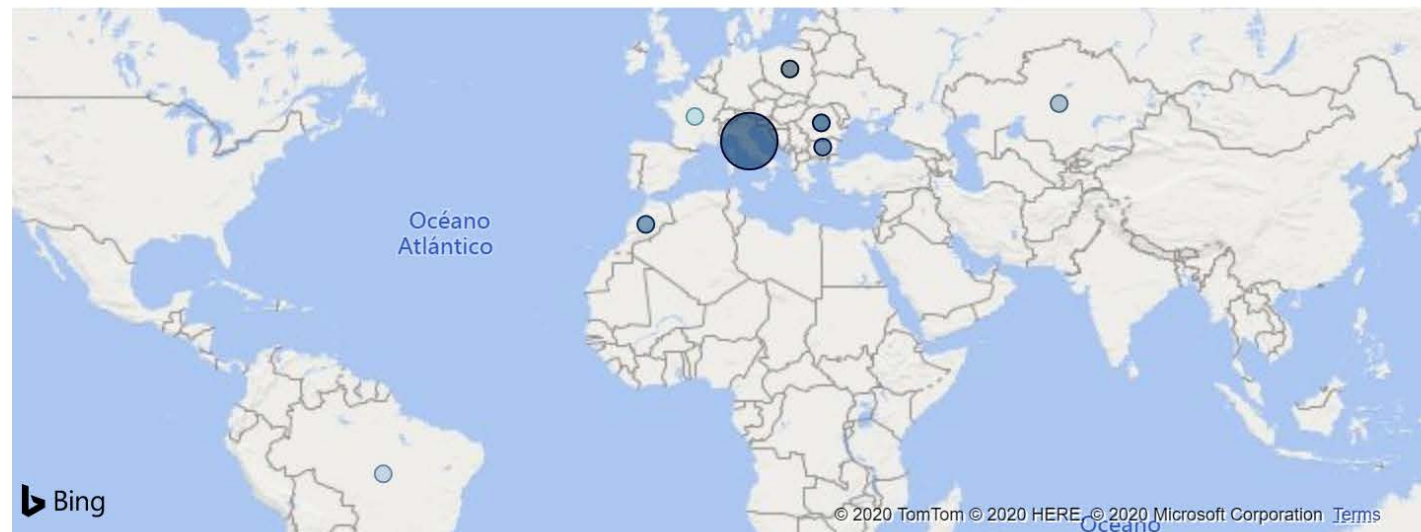 Océano
Atlántico
Bing
© 2020 TomTom © 2020 HERE, © 2020 Microsoft Corporation Terms
Océano